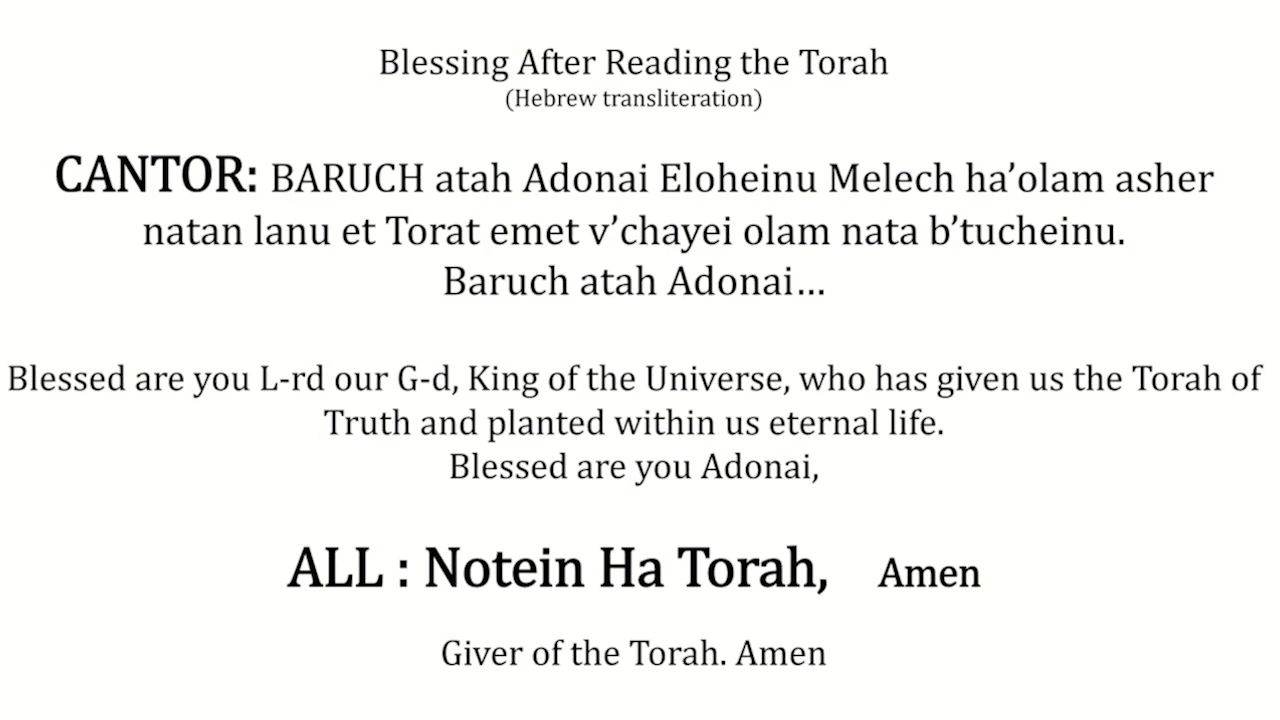 Blessing After Reading the Torah
(Hebrew transliteration)
CANTOR: BARUCH atah Adonai Eloheinu Melech ha’olam asher
natan lanu et Torat emet v’chayei olam nata b’tucheinu.
Baruch atah Adonai…
Blessed are you L-rd our G-d, King of the Universe, who has given us the Torah of
Truth and planted within us eternal life.
Blessed are you Adonai,
ALL : Notein Ha Torah, Amen
Giver of the Torah. Amen